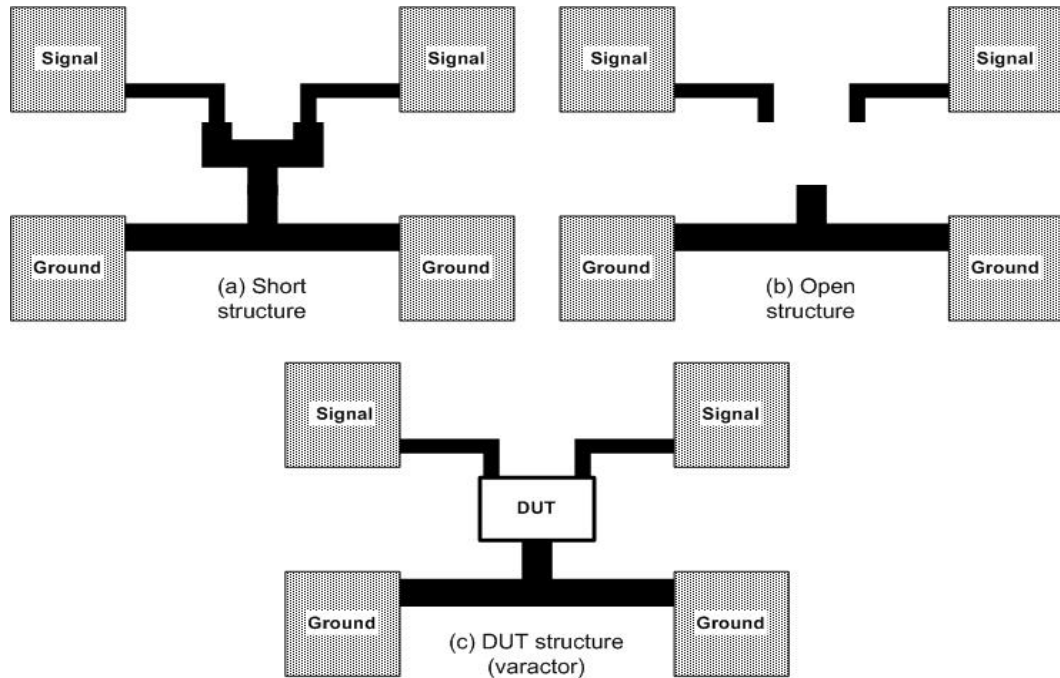 Signal
Signal
Ground
Ground
(a) Short
structure
Signal
Signal
Ground
Ground
(b) Open
structure
Signal
Signal
DUT
Ground
Ground
(c) DUT structure
(varactor)